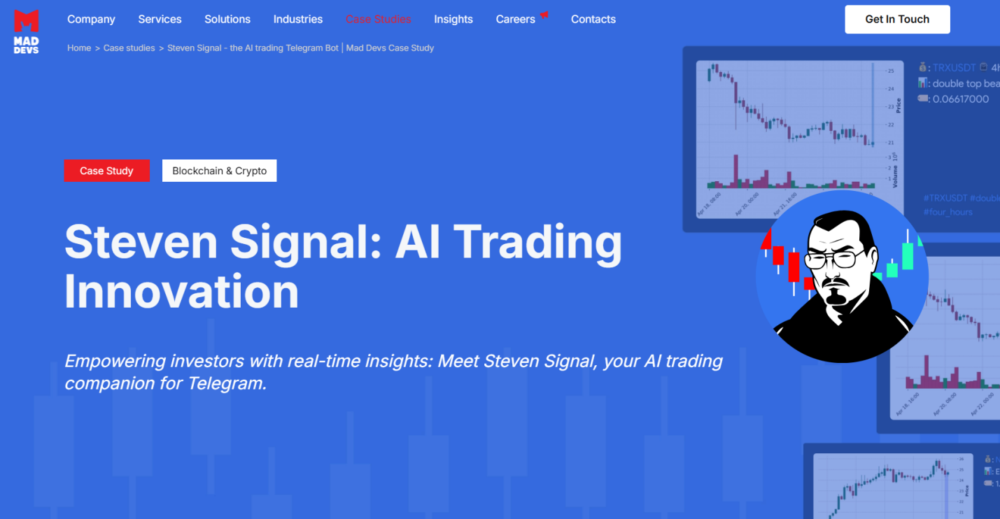 Company Services Solutions Industries Case Studies Insights Careers Contacts Get In Touch
MAD
DEVS
Home > Case studies > Steven Signal - the AI trading Telegram Bot | Mad Devs Case Study
Case Study Blockchain & Crypto
Steven Signal: AI Trading
Innovation
Empowering investors with real-time insights: Meet Steven Signal, your AI trading
companion for Telegram.
25
24
23
22
21
Price
3
2
1
10⁶
Volume
Apr 18, 08:00
Apr 20, 00:00
Apr 21, 16:00
: TRXUSDT 4h
: double top bea
: 0.06617000
#TRXUSDT #double
#four_hours
Apr 18, 16:00
Apr 20, 08:00
Apr 22, 00:00
26
25
24
23
22
21
Price